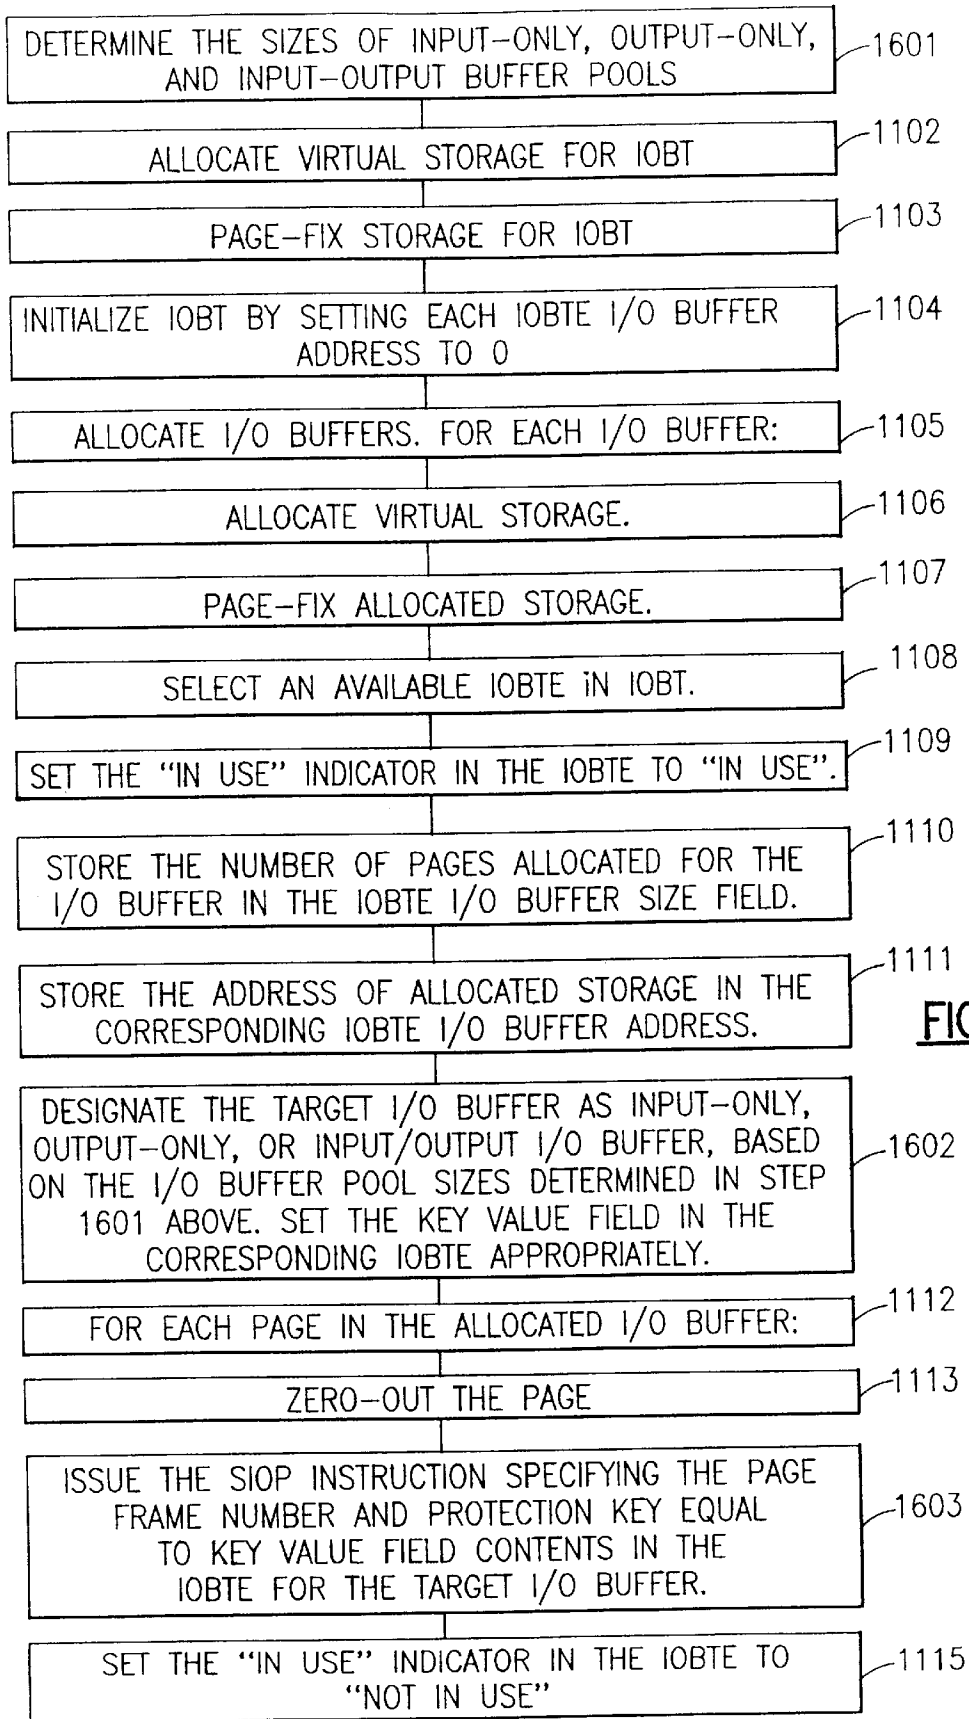 DETERMINE THE SIZES OF INPUT-ONLY, OUTPUT-ONLY,
AND INPUT-OUTPUT BUFFER POOLS
1601
ALLOCATE VIRTUAL STORAGE FOR IOBT
1102
PAGE-FIX STORAGE FOR IOBT
1103
INITIALIZE IOBT BY SETTING EACH IOBTE I/O BUFFER
ADDRESS TO 0
1104
ALLOCATE I/O BUFFERS. FOR EACH I/O BUFFER:
1105
ALLOCATE VIRTUAL STORAGE.
1106
PAGE-FIX ALLOCATED STORAGE.
1107
SELECT AN AVAILABLE IOBTE iN IOBT.
1108
SET THE “IN USE” INDICATOR IN THE IOBTE TO “IN USE”.
1109
STORE THE NUMBER OF PAGES ALLOCATED FOR THE
I/O BUFFER IN THE IOBTE I/O BUFFER SIZE FIELD.
1110
STORE THE ADDRESS OF ALLOCATED STORAGE IN THE
CORRESPONDING IOBTE I/O BUFFER ADDRESS.
1111
FIG
DESIGNATE THE TARGET I/O BUFFER AS INPUT-ONLY,
OUTPUT-ONLY, OR INPUT/OUTPUT I/O BUFFER, BASED
ON THE I/O BUFFER POOL SIZES DETERMINED IN STEP
1601 ABOVE. SET THE KEY VALUE FIELD IN THE
CORRESPONDING IOBTE APPROPRIATELY.
1602
FOR EACH PAGE IN THE ALLOCATED I/O BUFFER:
1112
ZERO-OUT THE PAGE
1113
ISSUE THE SIOP INSTRUCTION SPECIFYING THE PAGE
FRAME NUMBER AND PROTECTION KEY EQUAL
TO KEY VALUE FIELD CONTENTS IN THE
IOBTE FOR THE TARGET I/O BUFFER.
1603
SET THE “IN USE” INDICATOR IN THE IOBTE TO
“NOT IN USE”
1115